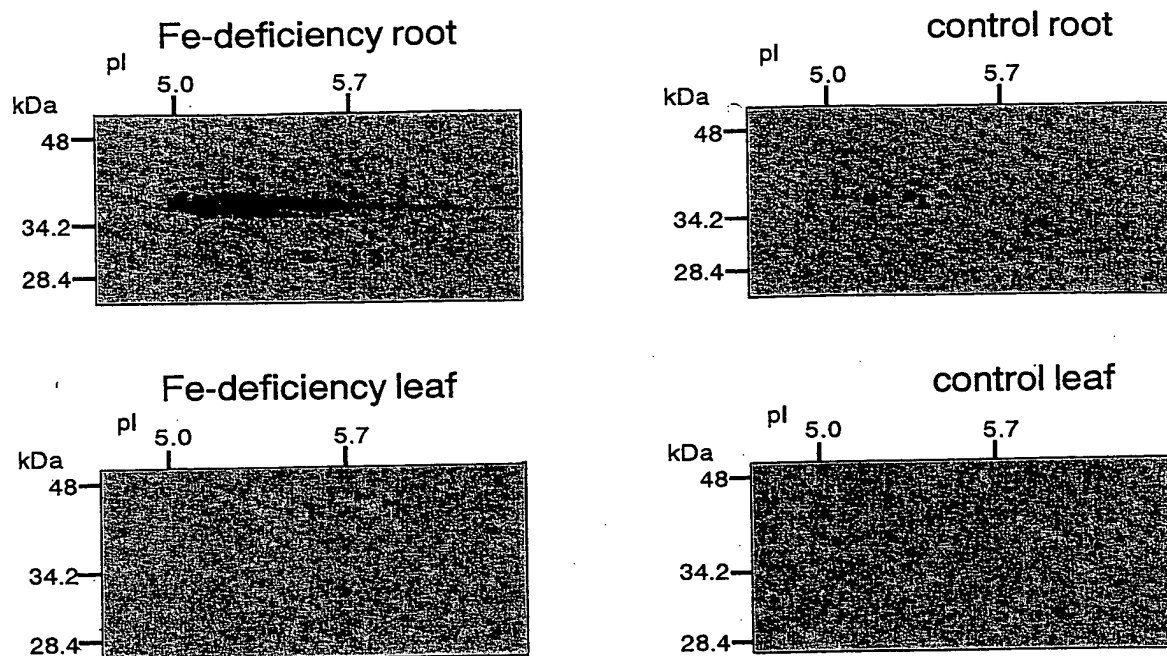 Fe-deficiency root
pI
5.0
5.7
kDa
48
34.2
28.4
control root
pI
5.0
5.7
kDa
48
34.2
28.4
Fe-deficiency leaf
pI
5.0
5.7
kDa
48
34.2
28.4
control leaf
pI
5.0
5.7
kDa
48
34.2
28.4